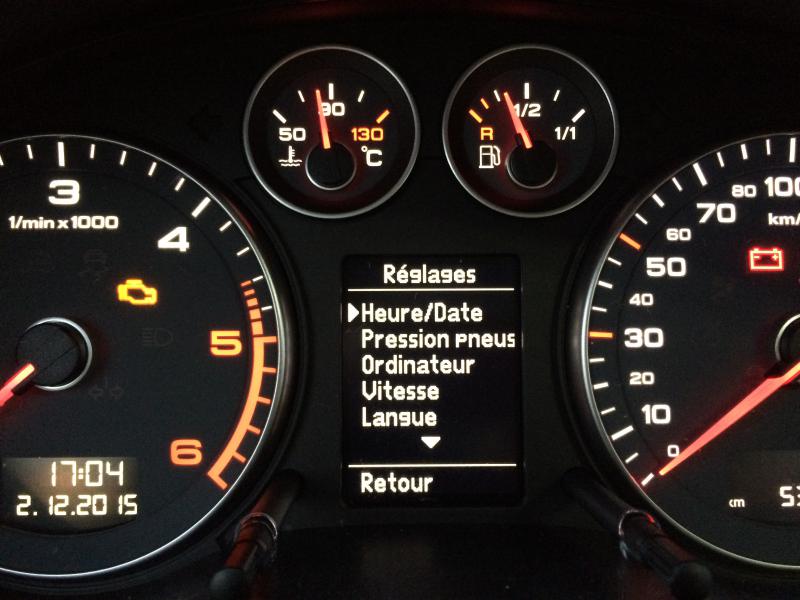 90
50
130
°C
1/2
R
1/1
3
1/min x 1000
4
5
6
17:04
2.12.2015
Réglages
Heure/Date
Pression pneus
Ordinateur
Vitesse
Langue
Retour
100
80
70
km/
60
50
40
30
20
10
0
km